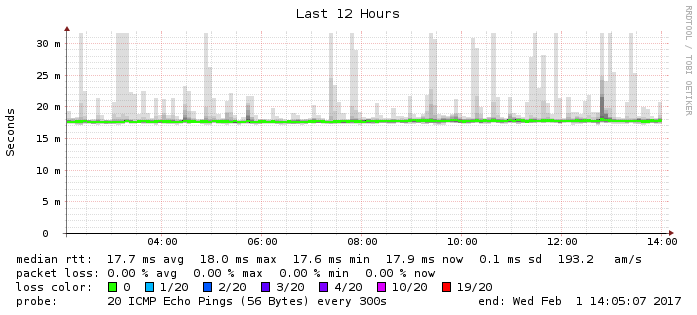 Last 12 Hours
RRDTOOL / TOBI OETIKER
Seconds
30 m
25 m
20 m
15 m
10 m
5 m
0
04:00 06:00 08:00 10:00 12:00 14:00
median rtt: 17.7 ms avg 18.0 ms max 17.6 ms min 17.9 ms now 0.1 ms sd 193.2 am/s
packet loss: 0.00 % avg 0.00 % max 0.00 % min 0.00 % now
loss color: 0 1/20 2/20 3/20 4/20 10/20 19/20
probe: 20 ICMP Echo Pings (56 Bytes) every 300s end: Wed Feb 1 14:05:07 2017